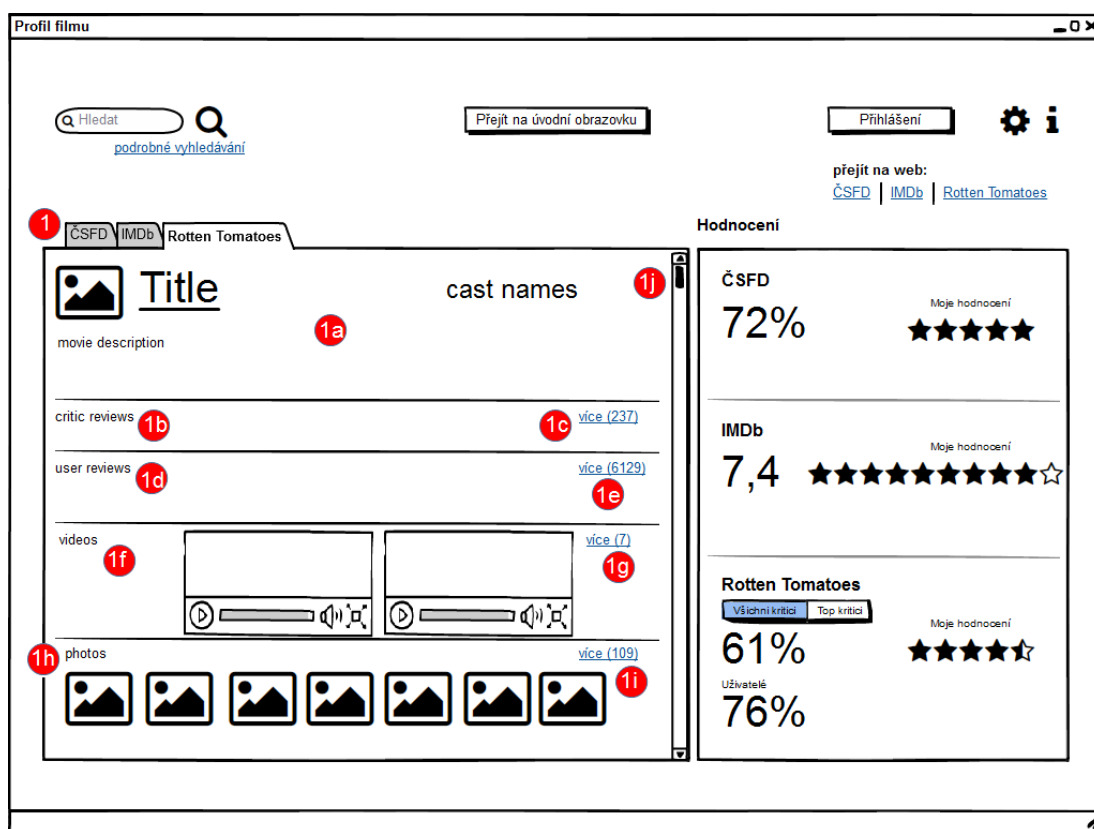 Profil filmu
Hledat
Přejít na úvodní obrazovku
Přihlášení
podrobné vyhledávání
přejít na web:
ČSFD | IMDb | Rotten Tomatoes
1
ČSFD IMDb Rotten Tomatoes
Title
cast names
1j
1a
movie description
critic reviews
1b
1c
více (237)
user reviews
1d
více (6129)
1e
videos
1f
více (7)
1g
1h
photos
více (109)
1i
Hodnocení
ČSFD
72%
Moje hodnocení
IMDb
7,4
Moje hodnocení
Rotten Tomatoes
Všichni kritici Top kritici
61%
Moje hodnocení
Uživatelé
76%